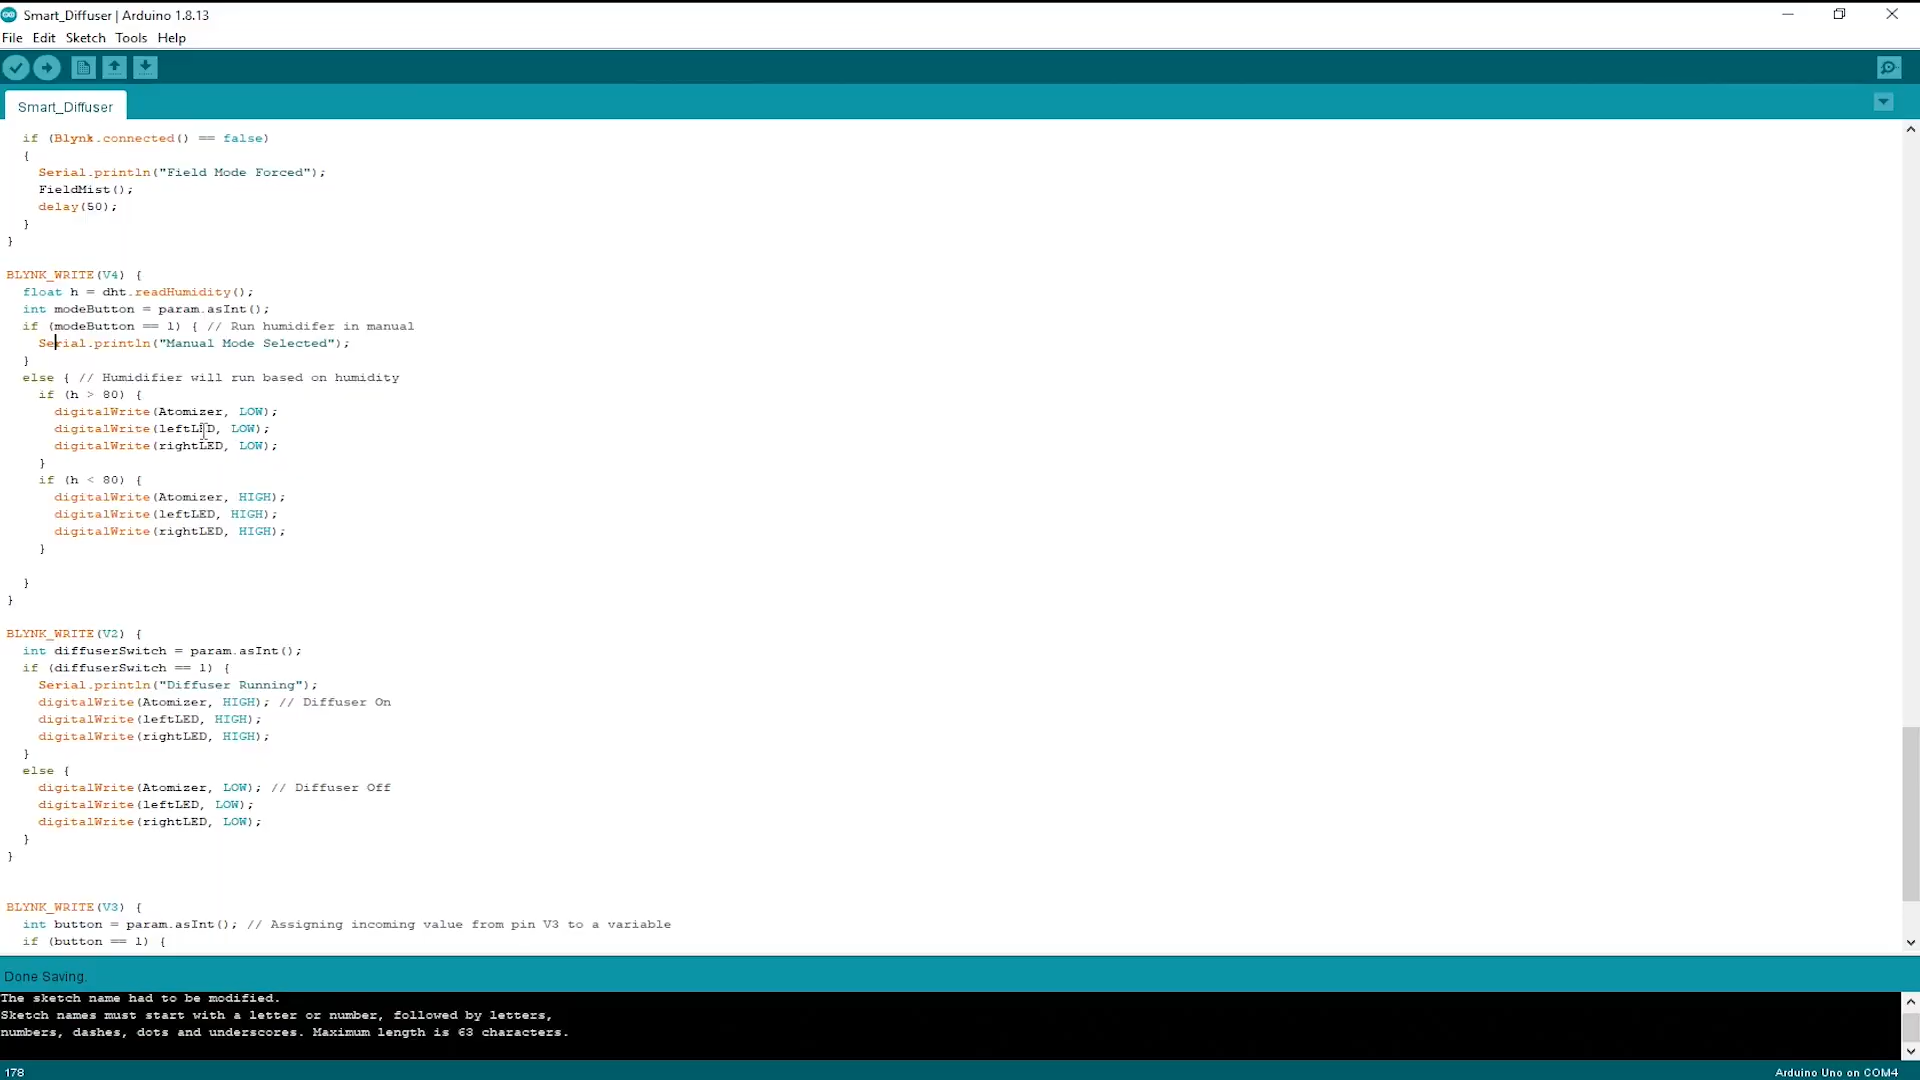 Smart_Diffuser | Arduino 1.8.13
File Edit Sketch Tools Help
Smart_Diffuser
if (Blynk.connected() == false)
{
Serial.println("Field Mode Forced");
FieldMist();
delay(50);
}
}
BLYNK_WRITE(V4) {
float h = dht.readHumidity();
int modeButton = param.asInt();
if (modeButton == 1) { // Run humidifer in manual
Serial.println("Manual Mode Selected");
}
else { // Humidifier will run based on humidity
if (h > 80) {
digitalWrite(Atomizer, LOW);
digitalWrite(leftLED, LOW);
digitalWrite(rightLED, LOW);
}
if (h < 80) {
digitalWrite(Atomizer, HIGH);
digitalWrite(leftLED, HIGH);
digitalWrite(rightLED, HIGH);
}
}
}
BLYNK_WRITE(V2) {
int diffuserSwitch = param.asInt();
if (diffuserSwitch == 1) {
Serial.println("Diffuser Running");
digitalWrite(Atomizer, HIGH); // Diffuser On
digitalWrite(leftLED, HIGH);
digitalWrite(rightLED, HIGH);
}
else {
digitalWrite(Atomizer, LOW); // Diffuser Off
digitalWrite(leftLED, LOW);
digitalWrite(rightLED, LOW);
}
}
BLYNK_WRITE(V3) {
int button = param.asInt(); // Assigning incoming value from pin V3 to a variable
if (button == 1) {
Done Saving.
The sketch name had to be modified.
Sketch names must start with a letter or number, followed by letters,
numbers, dashes, dots and underscores. Maximum length is 63 characters.
178 Arduino Uno on COM4